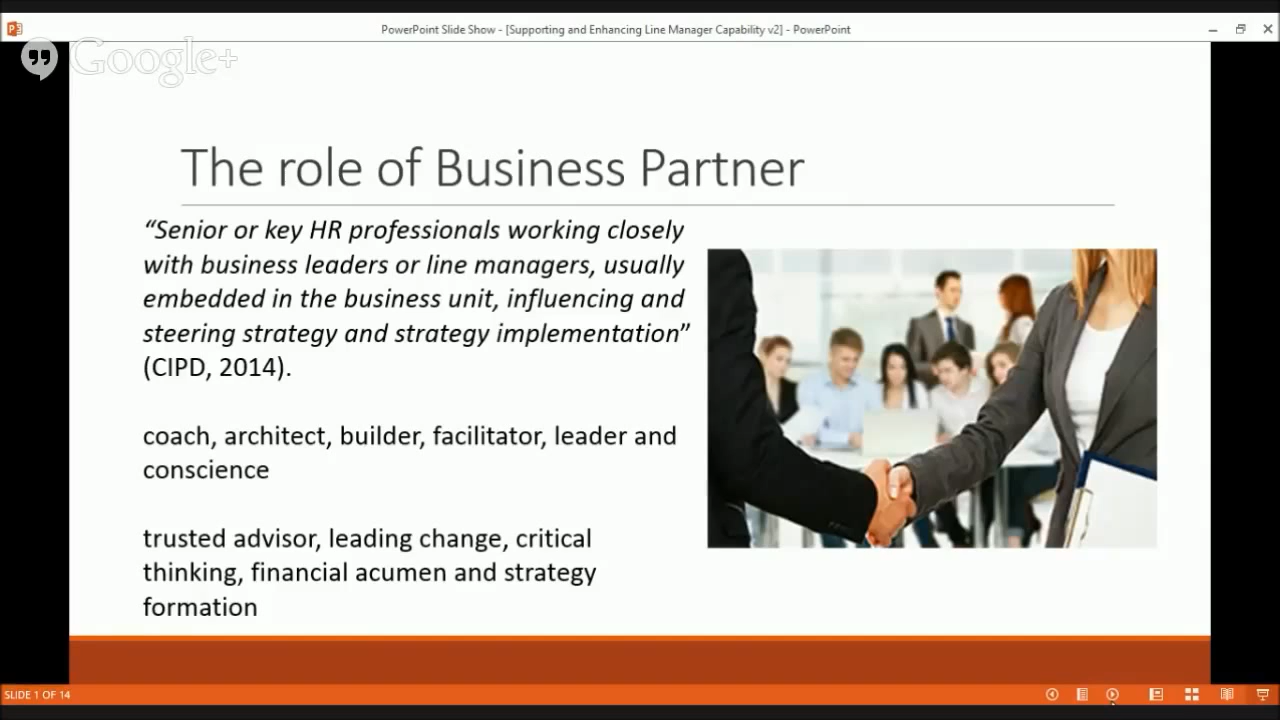 PowerPoint Slide Show - [Supporting and Enhancing Line Manager Capability v2] - PowerPoint
Google+
The role of Business Partner
“Senior or key HR professionals working closely
with business leaders or line managers, usually
embedded in the business unit, influencing and
steering strategy and strategy implementation”
(CIPD, 2014).
coach, architect, builder, facilitator, leader and
conscience
trusted advisor, leading change, critical
thinking, financial acumen and strategy
formation
SLIDE 1 OF 14